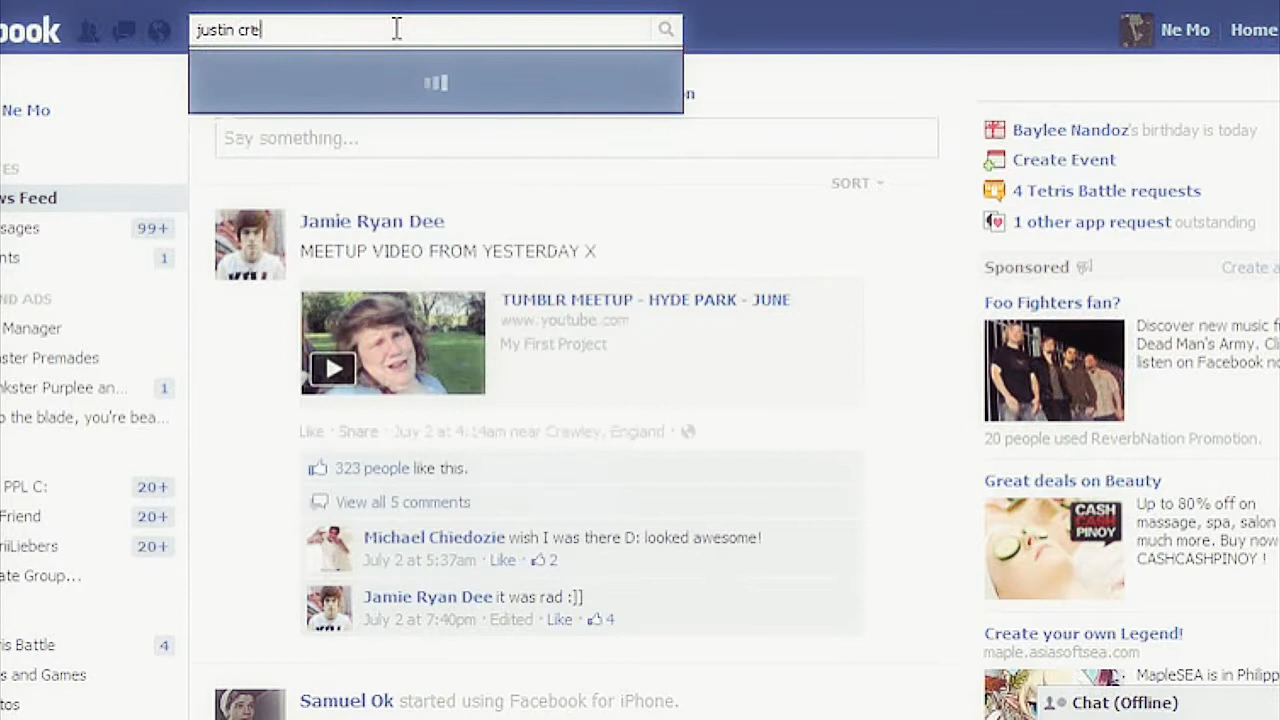 book
justin cre
Ne Mo
Home
Ne Mo
ES
ws Feed
sages
99+
nts
1
ND ADS
Manager
ster Premades
nkster Purplee an...
1
o the blade, you're bea...
PPL C:
20+
Friend
20+
riiLiebers
20+
ate Group...
ris Battle
4
s and Games
tos
on
Say something...
SORT
Jamie Ryan Dee
MEETUP VIDEO FROM YESTERDAY X
TUMBLR MEETUP - HYDE PARK - JUNE
www.youtube.com
My First Project
Like · Share · July 2 at 4:14am near Crawley, England ·
323 people like this.
View all 5 comments
Michael Chiedozie wish I was there D: looked awesome!
July 2 at 5:37am · Like · 2
Jamie Ryan Dee it was rad :]]
July 2 at 7:40pm · Edited · Like · 4
Samuel Ok started using Facebook for iPhone.
Baylee Nandoz's birthday is today
Create Event
4 Tetris Battle requests
1 other app request outstanding
Sponsored
Create a
Foo Fighters fan?
Discover new music f
Dead Man's Army. Cli
listen on Facebook no
20 people used ReverbNation Promotion.
Great deals on Beauty
CASH
CASH
PINOY
Up to 80% off on
massage, spa, salon
much more. Buy now
CASHCASHPINOY !
Create your own Legend!
maple.asiasoftsea.com
MapleSEA is in Philipp
Chat (Offline)